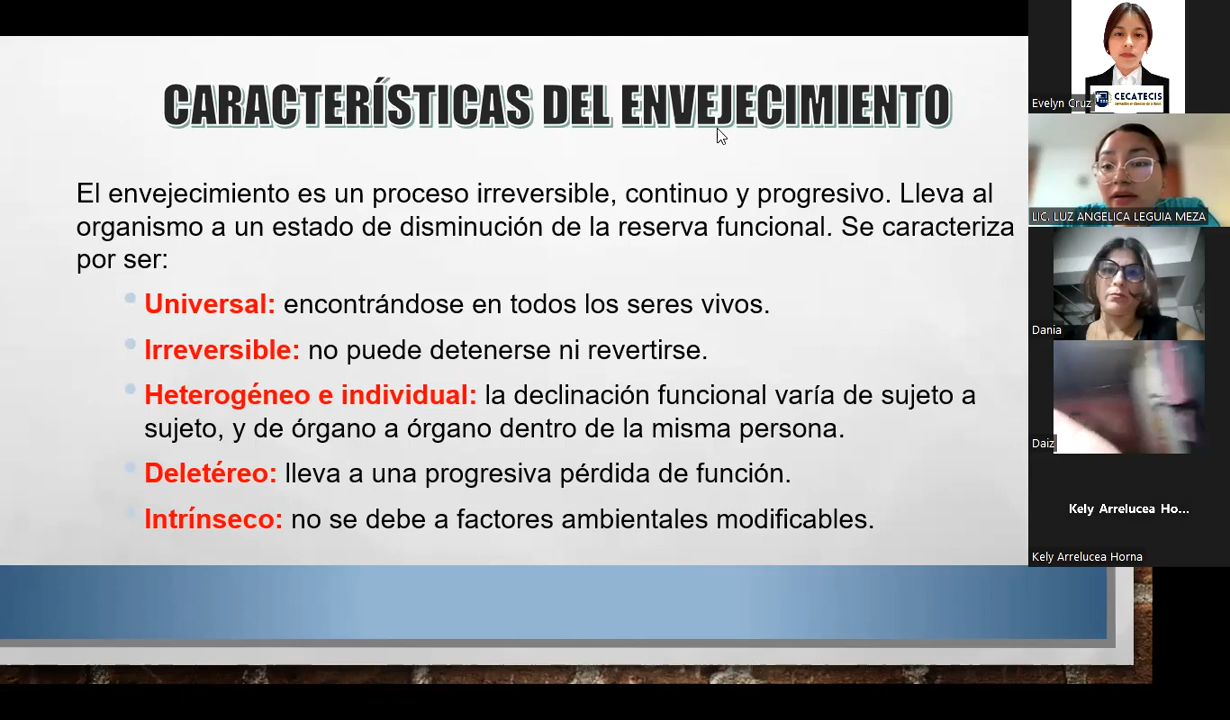 CARACTERÍSTICAS DEL ENVEJECIMIENTO
El envejecimiento es un proceso irreversible, continuo y progresivo. Lleva al
organismo a un estado de disminución de la reserva funcional. Se caracteriza
por ser:
Universal: encontrándose en todos los seres vivos.
Irreversible: no puede detenerse ni revertirse.
Heterogéneo e individual: la declinación funcional varía de sujeto a
sujeto, y de órgano a órgano dentro de la misma persona.
Deletéreo: lleva a una progresiva pérdida de función.
Intrínseco: no se debe a factores ambientales modificables.
CECATECIS
Evelyn Cruz
LIC. LUZ ANGELICA LEGUIA MEZA
Dania
Daiz
Kely Arrelucea Ho...
Kely Arrelucea Horna